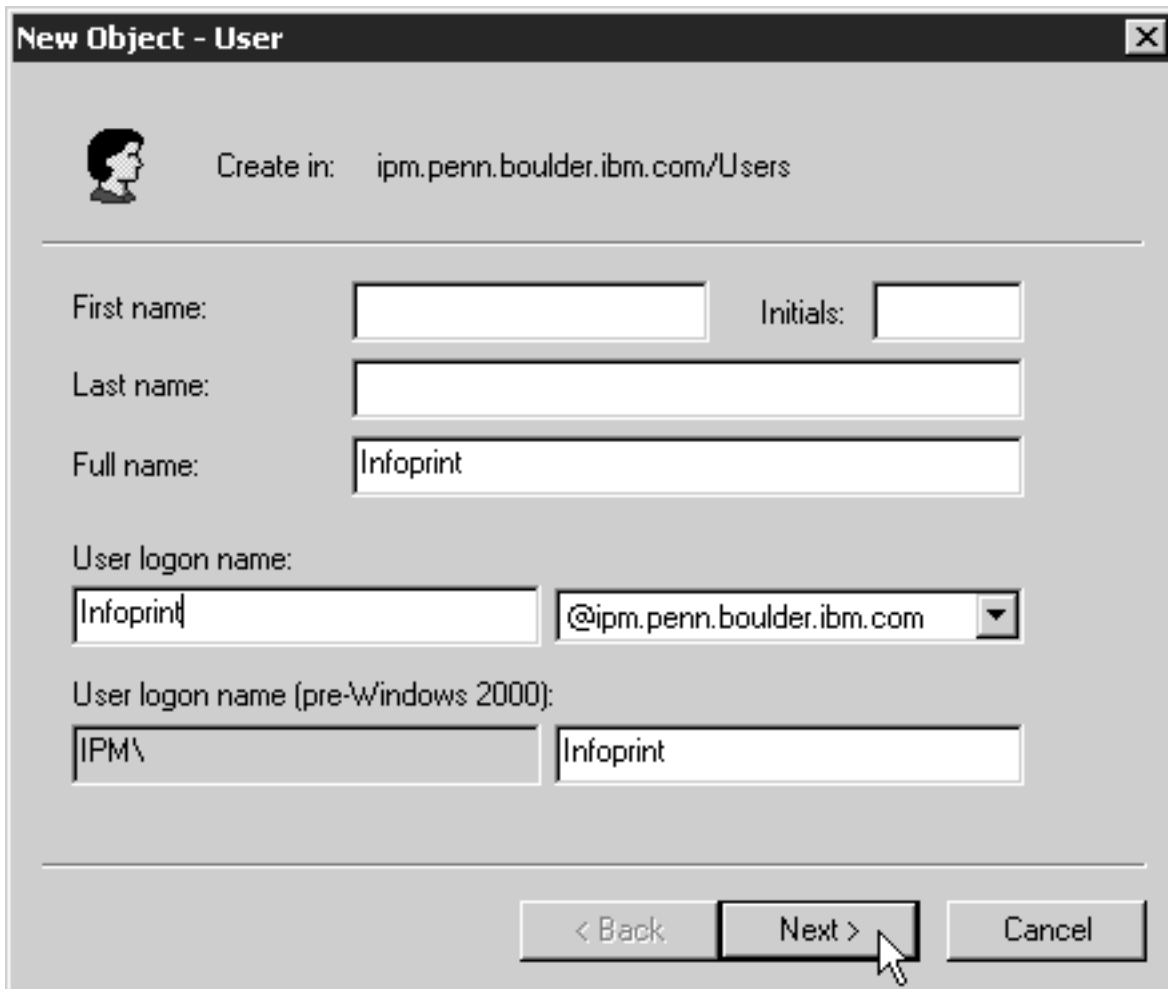 New Object - User
Create in: ipm.penn.boulder.ibm.com/Users
First name: Initials:
Last name:
Full name: Infoprint
User logon name:
Infoprint @ipm.penn.boulder.ibm.com
User logon name (pre-Windows 2000):
IPM\ Infoprint
< Back Next > Cancel